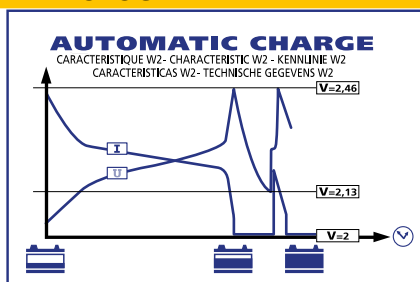 AUTOMATIC CHARGE
CARACTERISTIQUE W2- CHARACTERISTIC W2 - KENNLINIE W2
CARACTERISTICAS W2- TECHNISCHE GEGEVENS W2
V=2,46
I
U
V=2,13
V=2